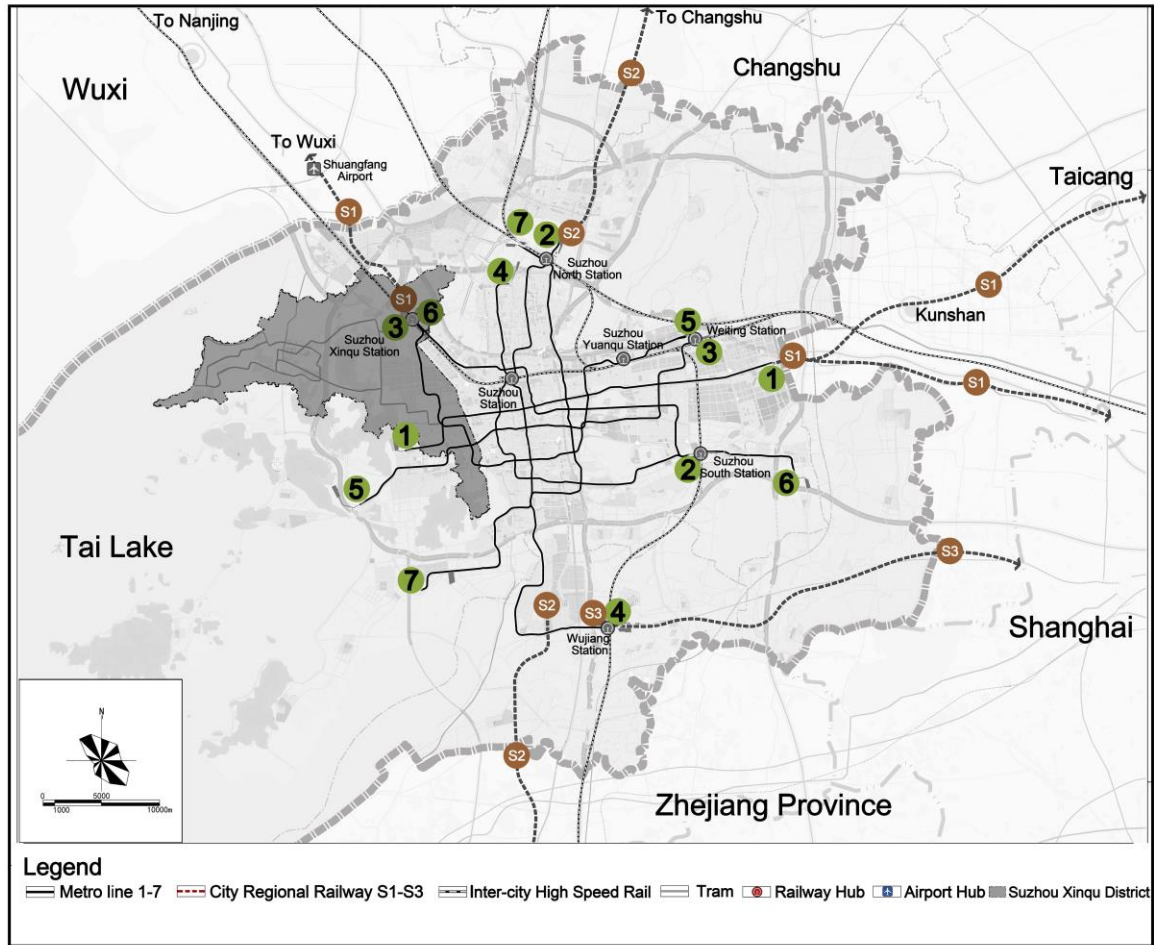 To Nanjing
To Changshu
S2
Changshu
Wuxi
To Wuxi
Shuangfang
Airport
Taicang
S1
7
2
S2
Suzhou
North Station
4
S1
Kunshan
S1
6
3
Suzhou
Xinqu Station
5
Weiting Station
Suzhou
Yuanqu Station
3
S1
1
S1
Suzhou
Station
1
2
Suzhou
South Station
5
6
Tai Lake
S3
7
S2
S3
4
Wujiang
Station
Shanghai
S2
Zhejiang Province
N
0 5000
1000 10000m
Legend
Metro line 1-7
City Regional Railway S1-S3
Inter-city High Speed Rail
Tram
Railway Hub
Airport Hub
Suzhou Xinqu District